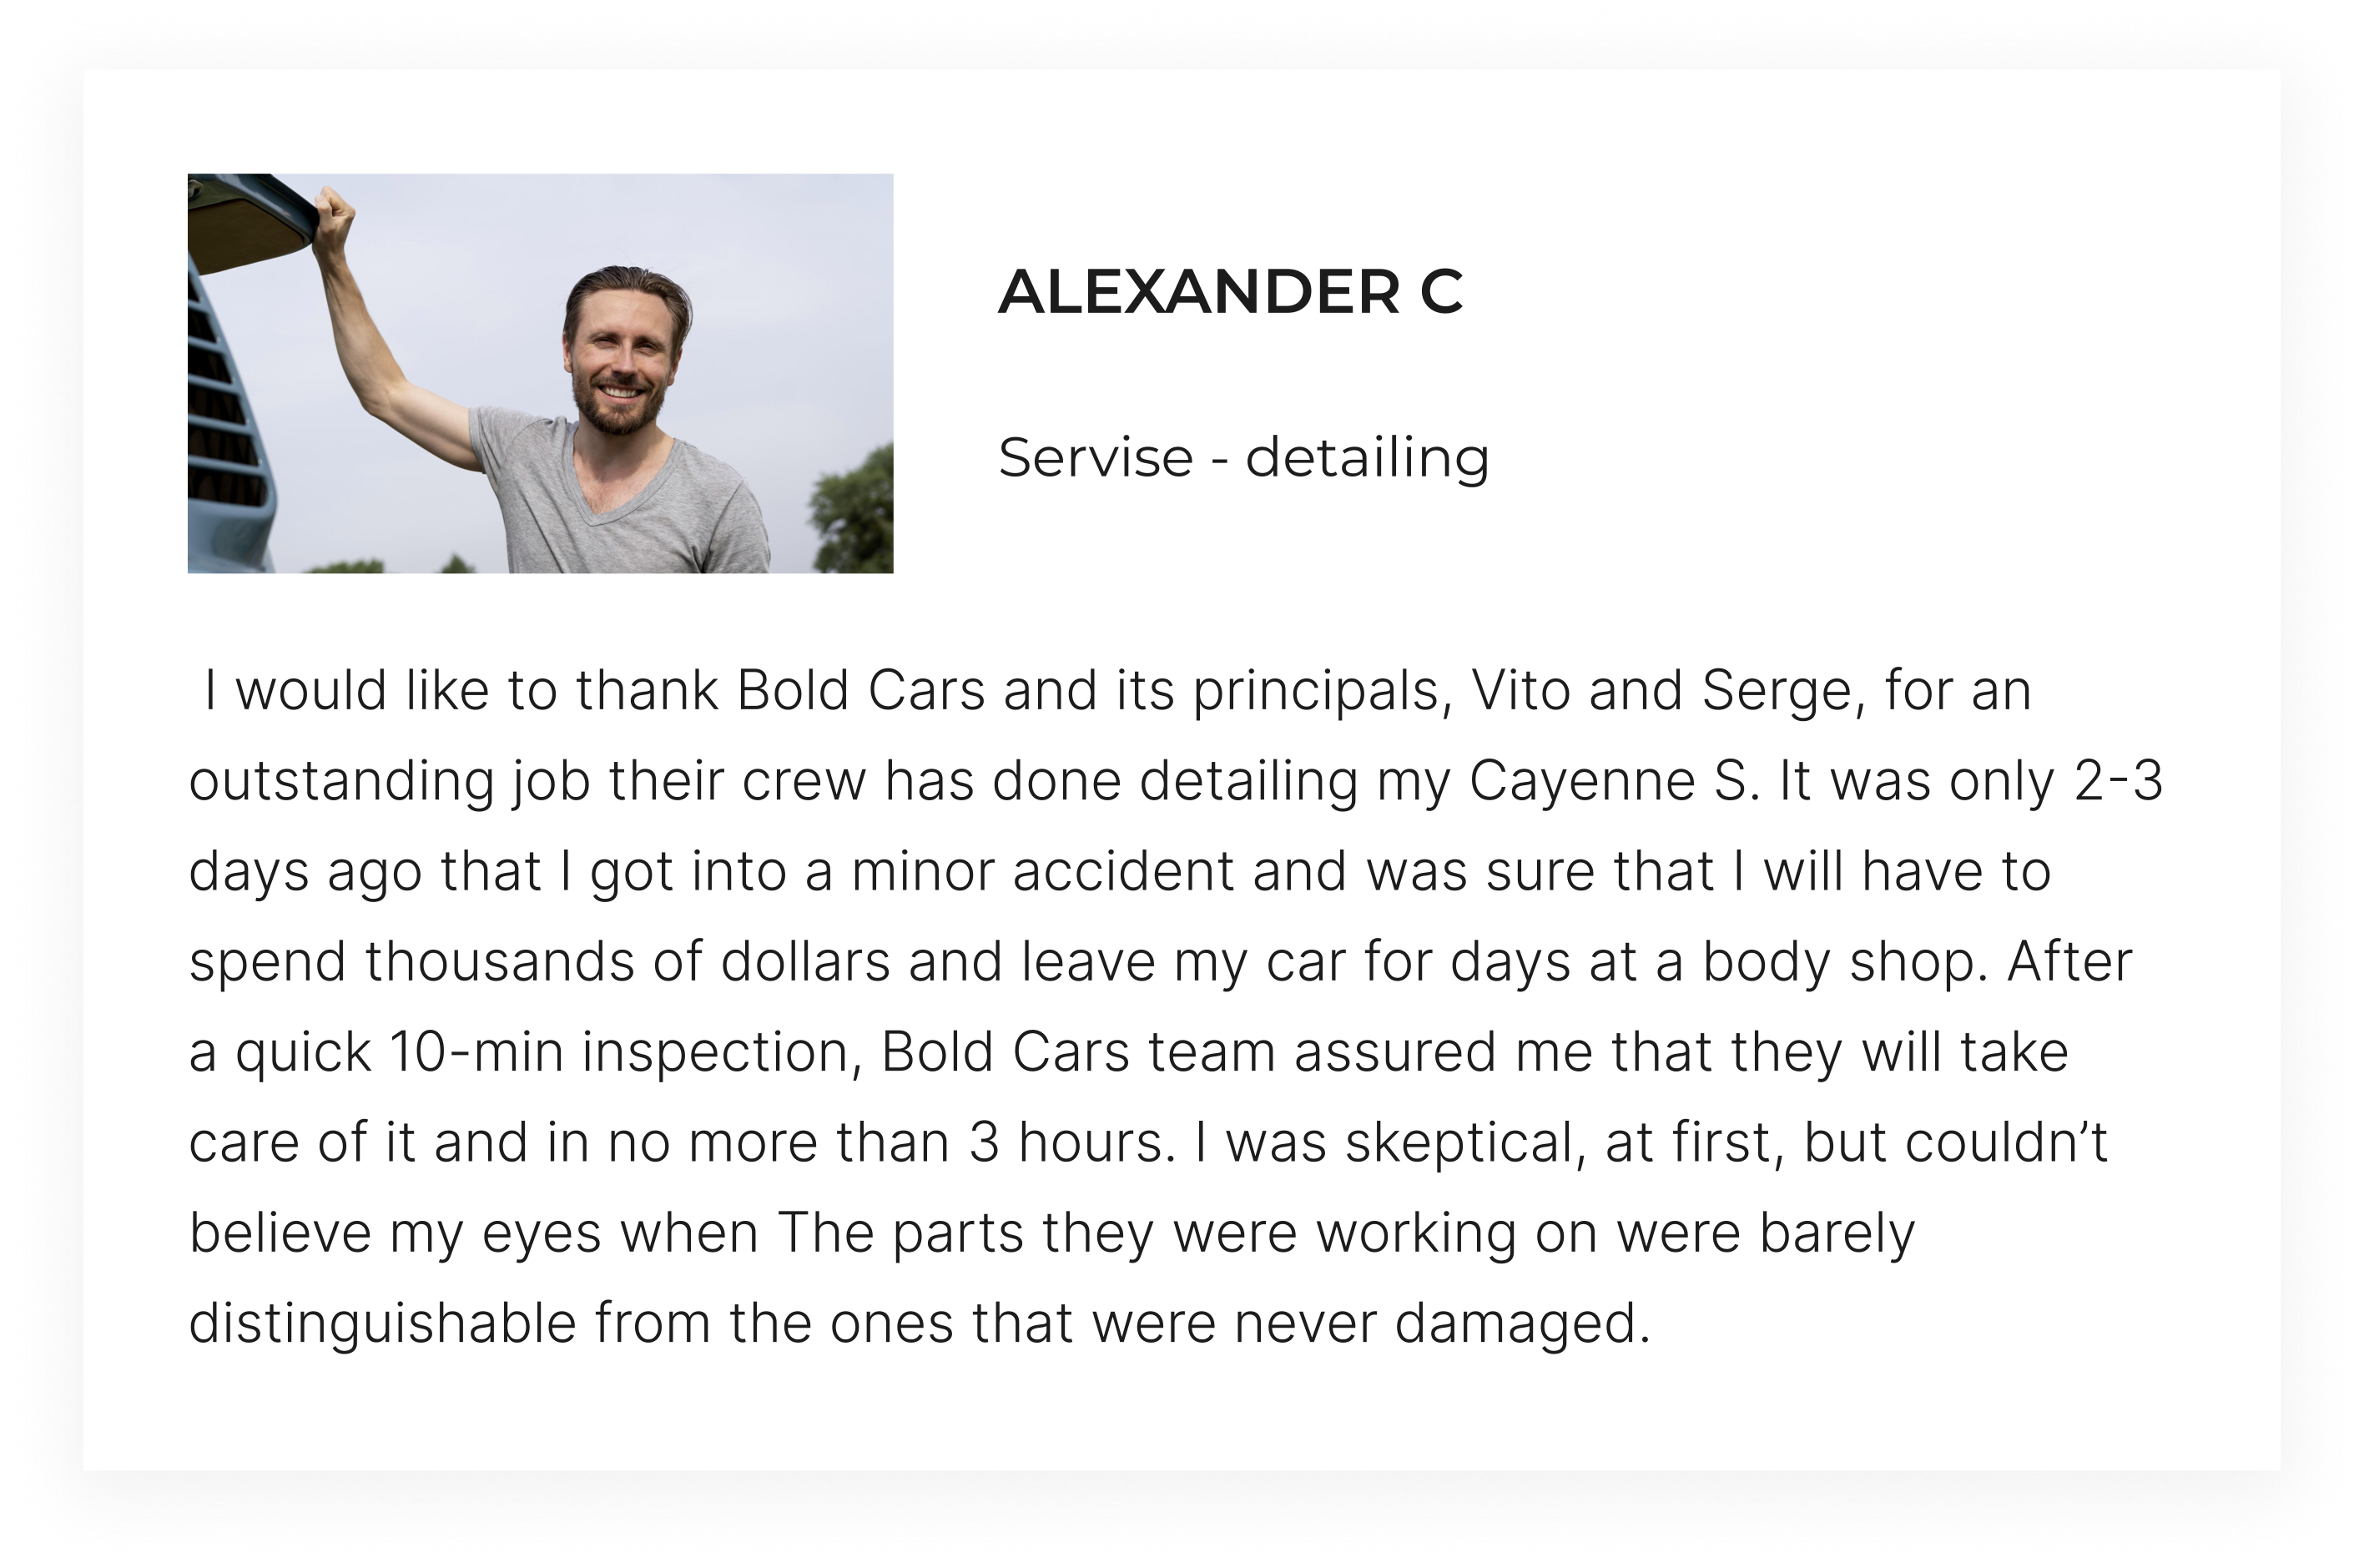 ALEXANDER C
Servise - detailing
I would like to thank Bold Cars and its principals, Vito and Serge, for an
outstanding job their crew has done detailing my Cayenne S. It was only 2-3
days ago that I got into a minor accident and was sure that I will have to
spend thousands of dollars and leave my car for days at a body shop. After
a quick 10-min inspection, Bold Cars team assured me that they will take
care of it and in no more than 3 hours. I was skeptical, at first, but couldn’t
believe my eyes when The parts they were working on were barely
distinguishable from the ones that were never damaged.